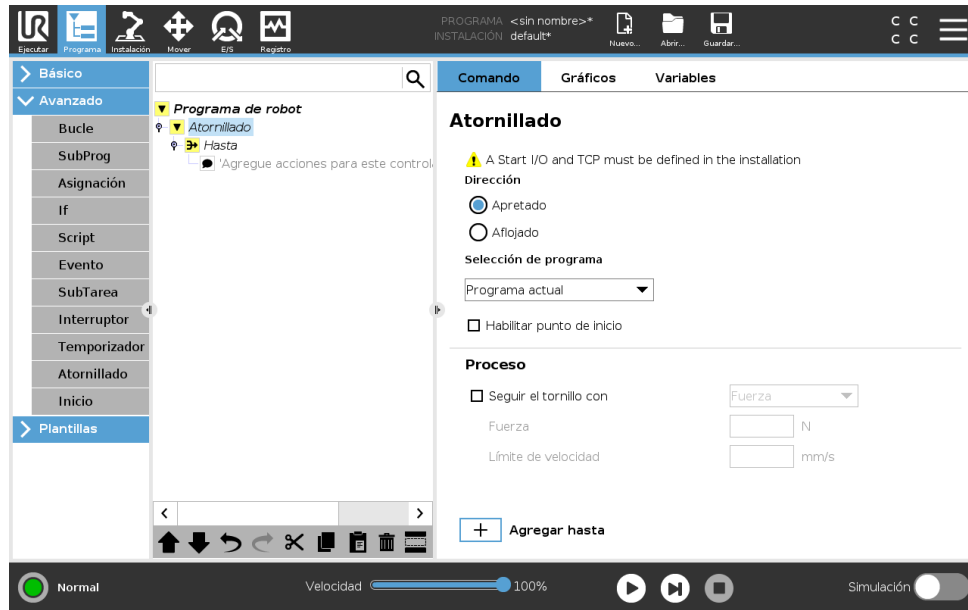 UR
Ejecutar
Programa
Instalación
Mover
E/S
Registro
PROGRAMA <sin nombre>*
INSTALACIÓN default*
Nuevo...
Abrir...
Guardar...
C C
C C
Básico
Avanzado
Bucle
SubProg
Asignación
If
Script
Evento
SubTarea
Interruptor
Temporizador
Atornillado
Inicio
Plantillas
Programa de robot
Atornillado
Hasta
'Agregue acciones para este controla
Comando Gráficos Variables
Atornillado
A Start I/O and TCP must be defined in the installation
Dirección
Apretado
Aflojado
Selección de programa
Programa actual
Habilitar punto de inicio
Proceso
Seguir el tornillo con Fuerza
Fuerza N
Límite de velocidad mm/s
+ Agregar hasta
Normal
Velocidad 100%
Simulación